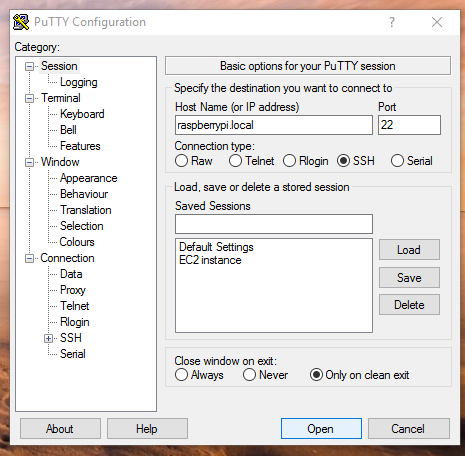 PuTTY Configuration
Category:
Session
Logging
Terminal
Keyboard
Bell
Features
Window
Appearance
Behaviour
Translation
Selection
Colours
Connection
Data
Proxy
Telnet
Rlogin
SSH
Serial
Basic options for your PuTTY session
Specify the destination you want to connect to
Host Name (or IP address) Port
raspberrypi.local 22
Connection type:
Raw Telnet Rlogin SSH Serial
Load, save or delete a stored session
Saved Sessions
Default Settings
EC2 instance
Load
Save
Delete
Close window on exit:
Always Never Only on clean exit
About Help Open Cancel